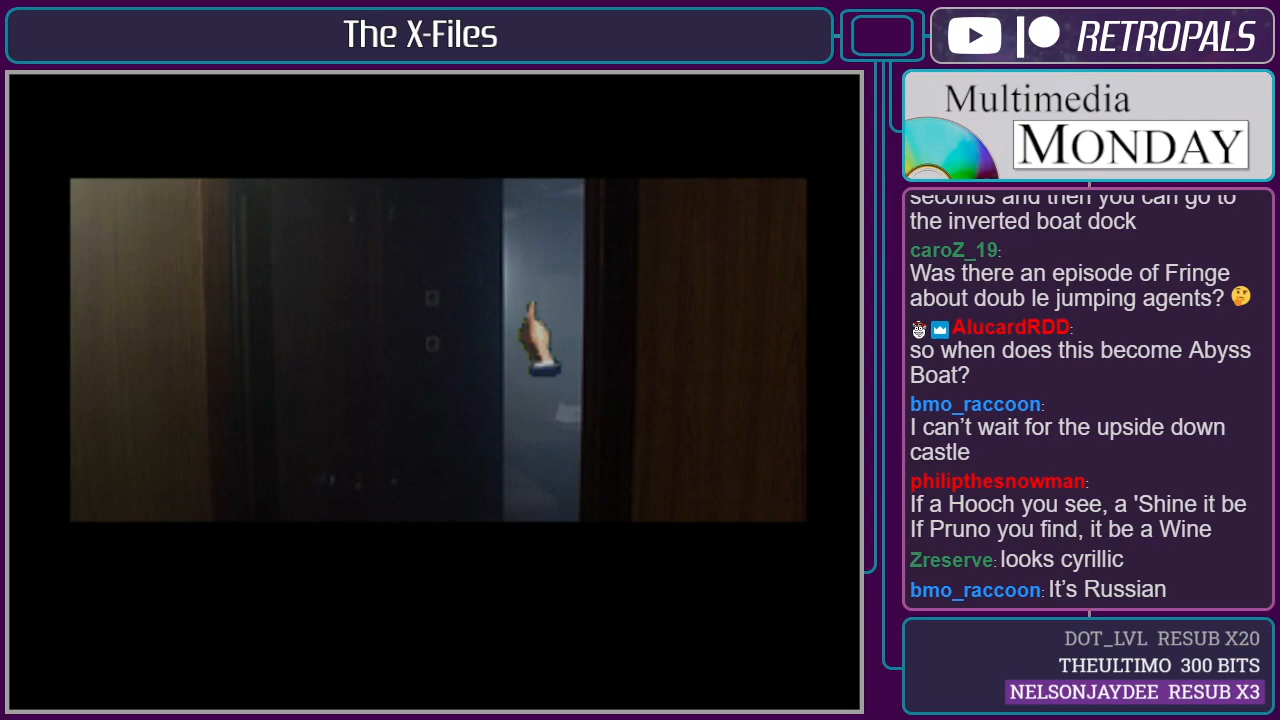 The X-Files
RETROPALS
Multimedia
MONDAY
seconds and then you can go to
the inverted boat dock
caroZ_19:
Was there an episode of Fringe
about doub le jumping agents? 🤔
AlucardRDD:
so when does this become Abyss
Boat?
bmo_raccoon:
I can’t wait for the upside down
castle
philipthesnowman:
If a Hooch you see, a 'Shine it be
If Pruno you find, it be a Wine
Zreserve: looks cyrillic
bmo_raccoon: It’s Russian
DOT_LVL RESUB X20
THEULTIMO 300 BITS
NELSONJAYDEE RESUB X3